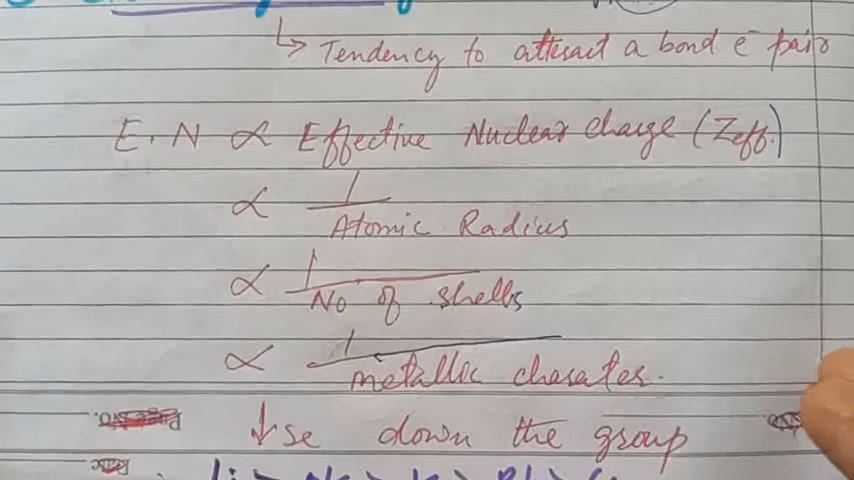 ↳ Tendency to attract a bond e⁻ pair
E.N ∝ Effective Nuclear Charge (Zeff.)
∝ 1 / Atomic Radius
∝ 1 / No of shells
∝ 1 / metallic charater.
↓se down the group